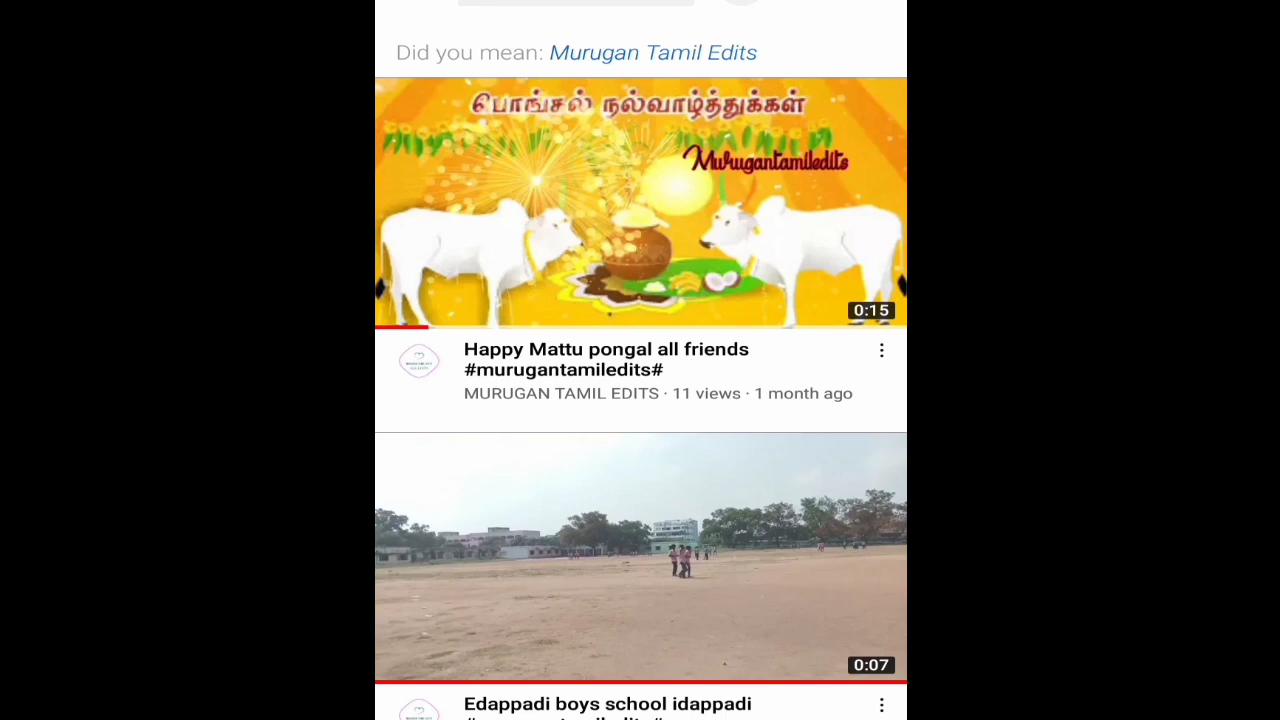 Did you mean: Murugan Tamil Edits
பொங்சல் நல்வாழ்த்துக்கள்
Murugantamiledits
0:15
Happy Mattu pongal all friends
#murugantamiledits#
MURUGAN TAMIL EDITS · 11 views · 1 month ago
0:07
Edappadi boys school idappadi